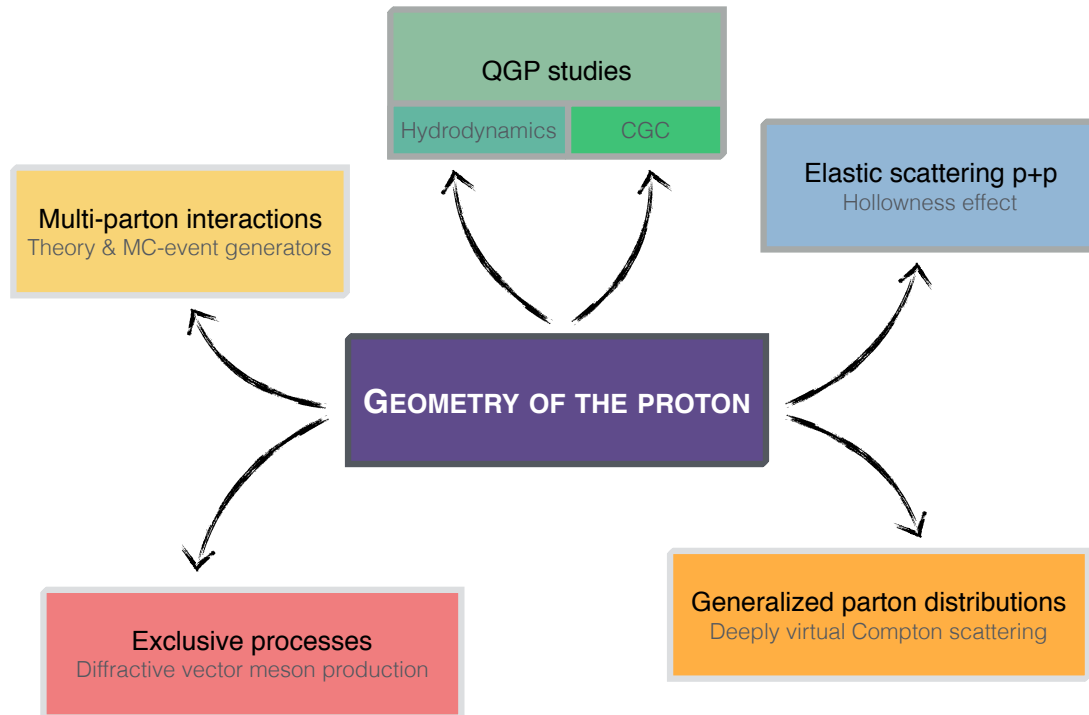 QGP studies
Hydrodynamics
CGC
Elastic scattering p+p
Hollowness effect
Multi-parton interactions
Theory & MC-event generators
GEOMETRY OF THE PROTON
Generalized parton distributions
Deeply virtual Compton scattering
Exclusive processes
Diffractive vector meson production